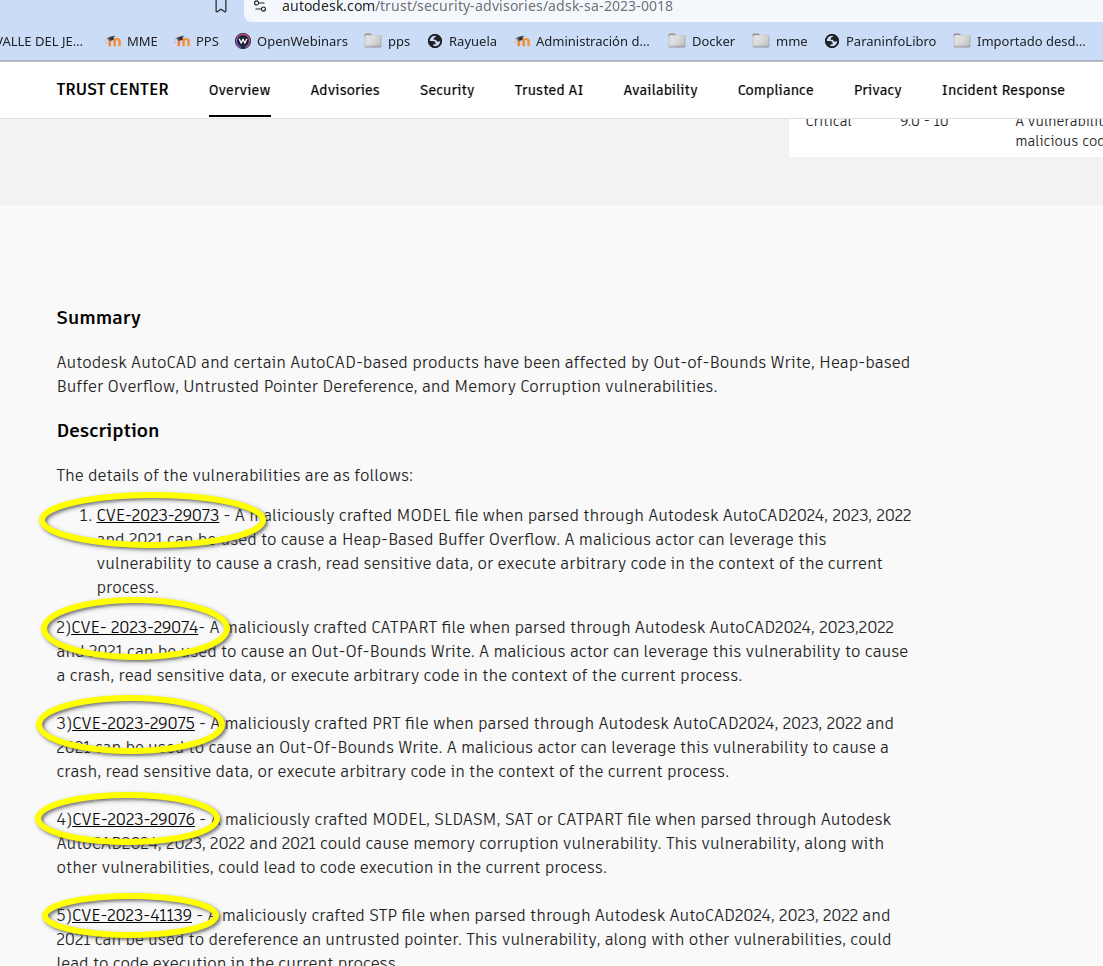 autodesk.com/trust/security-advisories/adsk-sa-2023-0018
VALLE DEL JE... MME PPS OpenWebinars pps Rayuela Administración d... Docker mme ParaninfoLibro Importado desd...
TRUST CENTER Overview Advisories Security Trusted AI Availability Compliance Privacy Incident Response
Critical 9.0 - 10 A vulnerabilit
malicious cod
Summary
Autodesk AutoCAD and certain AutoCAD-based products have been affected by Out-of-Bounds Write, Heap-based
Buffer Overflow, Untrusted Pointer Dereference, and Memory Corruption vulnerabilities.
Description
The details of the vulnerabilities are as follows:
1. CVE-2023-29073 - A maliciously crafted MODEL file when parsed through Autodesk AutoCAD2024, 2023, 2022
and 2021 can be used to cause a Heap-Based Buffer Overflow. A malicious actor can leverage this
vulnerability to cause a crash, read sensitive data, or execute arbitrary code in the context of the current
process.
2)CVE- 2023-29074- A maliciously crafted CATPART file when parsed through Autodesk AutoCAD2024, 2023,2022
and 2021 can be used to cause an Out-Of-Bounds Write. A malicious actor can leverage this vulnerability to cause
a crash, read sensitive data, or execute arbitrary code in the context of the current process.
3)CVE-2023-29075 - A maliciously crafted PRT file when parsed through Autodesk AutoCAD2024, 2023, 2022 and
2021 can be used to cause an Out-Of-Bounds Write. A malicious actor can leverage this vulnerability to cause a
crash, read sensitive data, or execute arbitrary code in the context of the current process.
4)CVE-2023-29076 - A maliciously crafted MODEL, SLDASM, SAT or CATPART file when parsed through Autodesk
AutoCAD2024, 2023, 2022 and 2021 could cause memory corruption vulnerability. This vulnerability, along with
other vulnerabilities, could lead to code execution in the current process.
5)CVE-2023-41139 - A maliciously crafted STP file when parsed through Autodesk AutoCAD2024, 2023, 2022 and
2021 can be used to dereference an untrusted pointer. This vulnerability, along with other vulnerabilities, could
lead to code execution in the current process.